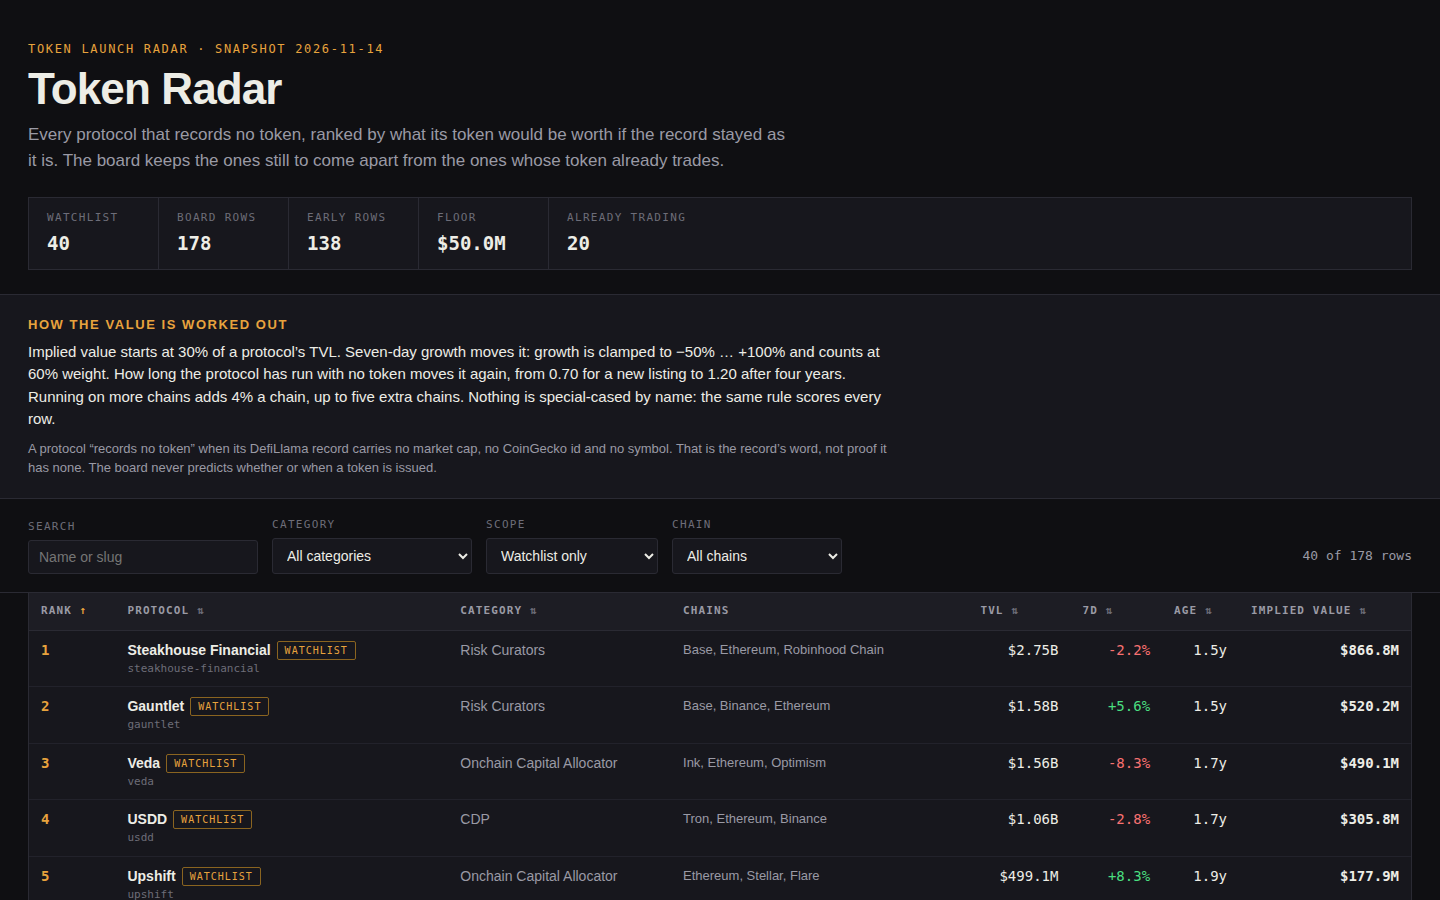 TOKEN LAUNCH RADAR · SNAPSHOT 2026-11-14
Token Radar
Every protocol that records no token, ranked by what its token would be worth if the record stayed as
it is. The board keeps the ones still to come apart from the ones whose token already trades.
WATCHLIST BOARD ROWS EARLY ROWS FLOOR ALREADY TRADING
40 178 138 $50.0M 20
HOW THE VALUE IS WORKED OUT
Implied value starts at 30% of a protocol’s TVL. Seven-day growth moves it: growth is clamped to −50% … +100% and counts at
60% weight. How long the protocol has run with no token moves it again, from 0.70 for a new listing to 1.20 after four years.
Running on more chains adds 4% a chain, up to five extra chains. Nothing is special-cased by name: the same rule scores every
row.
A protocol “records no token” when its DefiLlama record carries no market cap, no CoinGecko id and no symbol. That is the record’s word, not proof it
has none. The board never predicts whether or when a token is issued.
SEARCH CATEGORY SCOPE CHAIN
Name or slug All categories Watchlist only All chains 40 of 178 rows
RANK ↑ PROTOCOL ⇅ CATEGORY ⇅ CHAINS TVL ⇅ 7D ⇅ AGE ⇅ IMPLIED VALUE ⇅
1 Steakhouse Financial WATCHLIST Risk Curators Base, Ethereum, Robinhood Chain $2.75B -2.2% 1.5y $866.8M
steakhouse-financial
2 Gauntlet WATCHLIST Risk Curators Base, Binance, Ethereum $1.58B +5.6% 1.5y $520.2M
gauntlet
3 Veda WATCHLIST Onchain Capital Allocator Ink, Ethereum, Optimism $1.56B -8.3% 1.7y $490.1M
veda
4 USDD WATCHLIST CDP Tron, Ethereum, Binance $1.06B -2.8% 1.7y $305.8M
usdd
5 Upshift WATCHLIST Onchain Capital Allocator Ethereum, Stellar, Flare $499.1M +8.3% 1.9y $177.9M
upshift